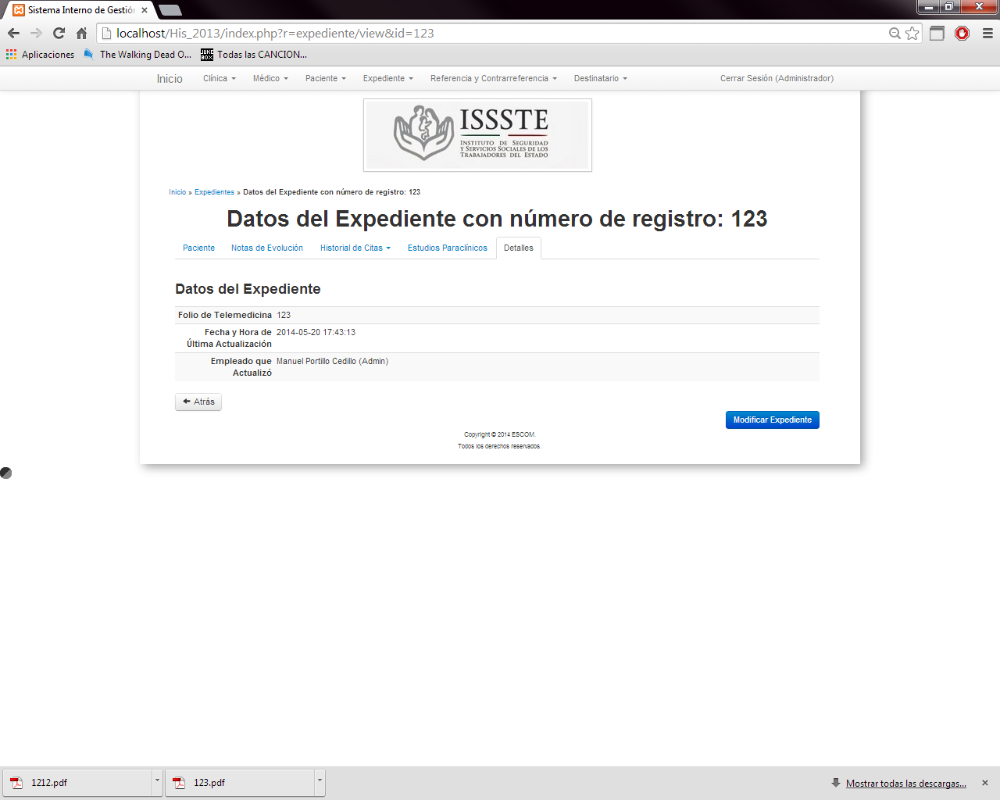 Sistema Interno de Gestión
localhost/His_2013/index.php?r=expediente/view&id=123
Aplicaciones The Walking Dead O... JUKE BOX Todas las CANCION...
Inicio Clínica Médico Paciente Expediente Referencia y Contrarreferencia Destinatario Cerrar Sesión (Administrador)
ISSSTE
INSTITUTO DE SEGURIDAD
Y SERVICIOS SOCIALES DE LOS
TRABAJADORES DEL ESTADO
Inicio » Expedientes » Datos del Expediente con número de registro: 123
Datos del Expediente con número de registro: 123
Paciente Notas de Evolución Historial de Citas Estudios Paraclínicos Detalles
Datos del Expediente
Folio de Telemedicina 123
Fecha y Hora de 2014-05-20 17:43:13
Última Actualización
Empleado que Manuel Portillo Cedillo (Admin)
Actualizó
Atrás
Modificar Expediente
Copyright © 2014 ESCOM.
Todos los derechos reservados.
1212.pdf 123.pdf Mostrar todas las descargas...